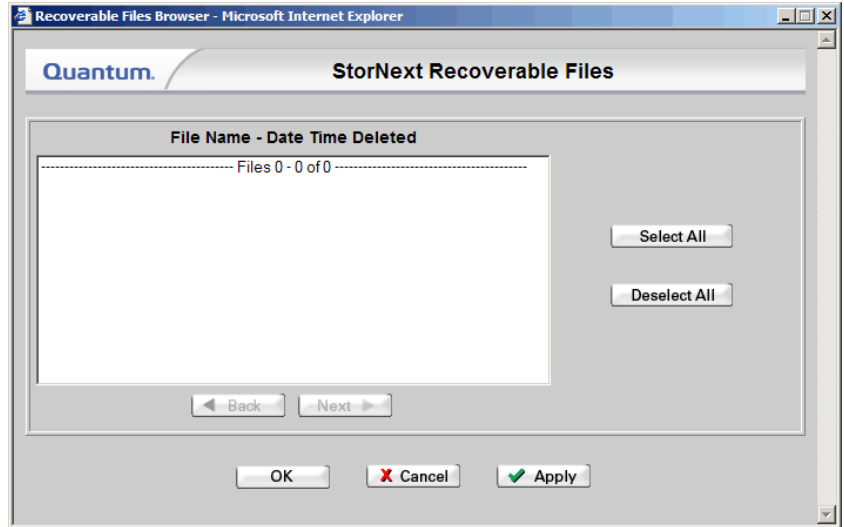 Recoverable Files Browser - Microsoft Internet Explorer
Quantum.
StorNext Recoverable Files
File Name - Date Time Deleted
------------------------------------------ Files 0 - 0 of 0 ------------------------------------------
Select All
Deselect All
Back
Next
OK
Cancel
Apply